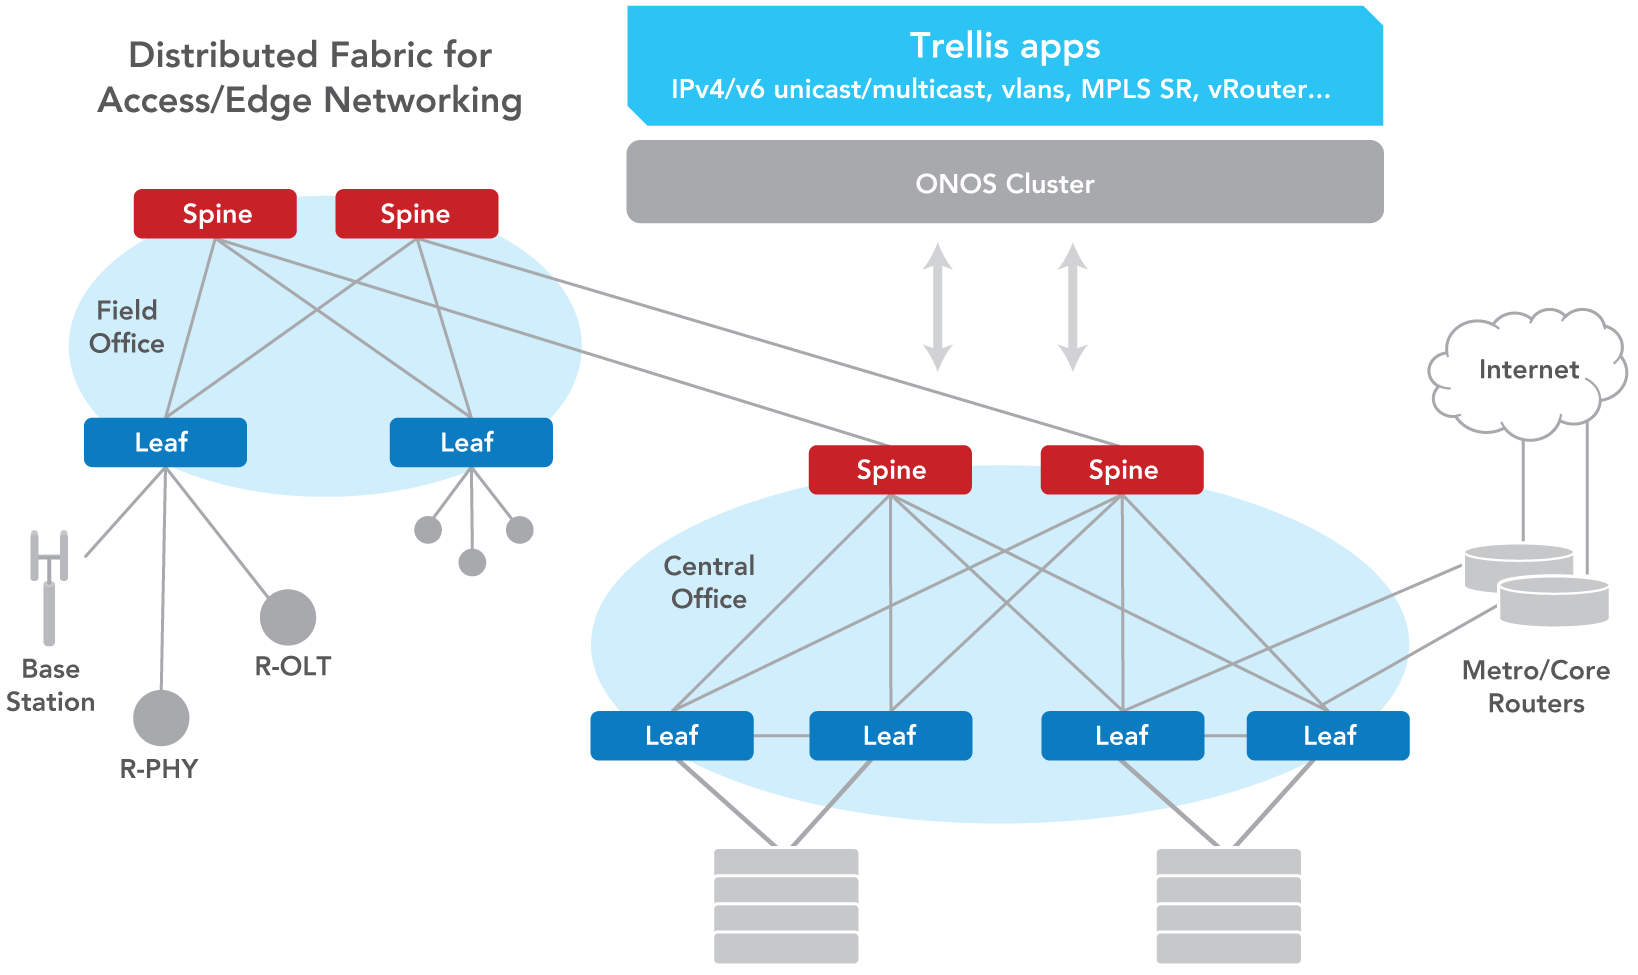 Distributed Fabric for
Access/Edge Networking
Trellis apps
IPv4/v6 unicast/multicast, vlans, MPLS SR, vRouter...
ONOS Cluster
Spine
Spine
Field
Office
Leaf
Leaf
Internet
Spine
Spine
Central
Office
Base
Station
R-OLT
R-PHY
Metro/Core
Routers
Leaf
Leaf
Leaf
Leaf